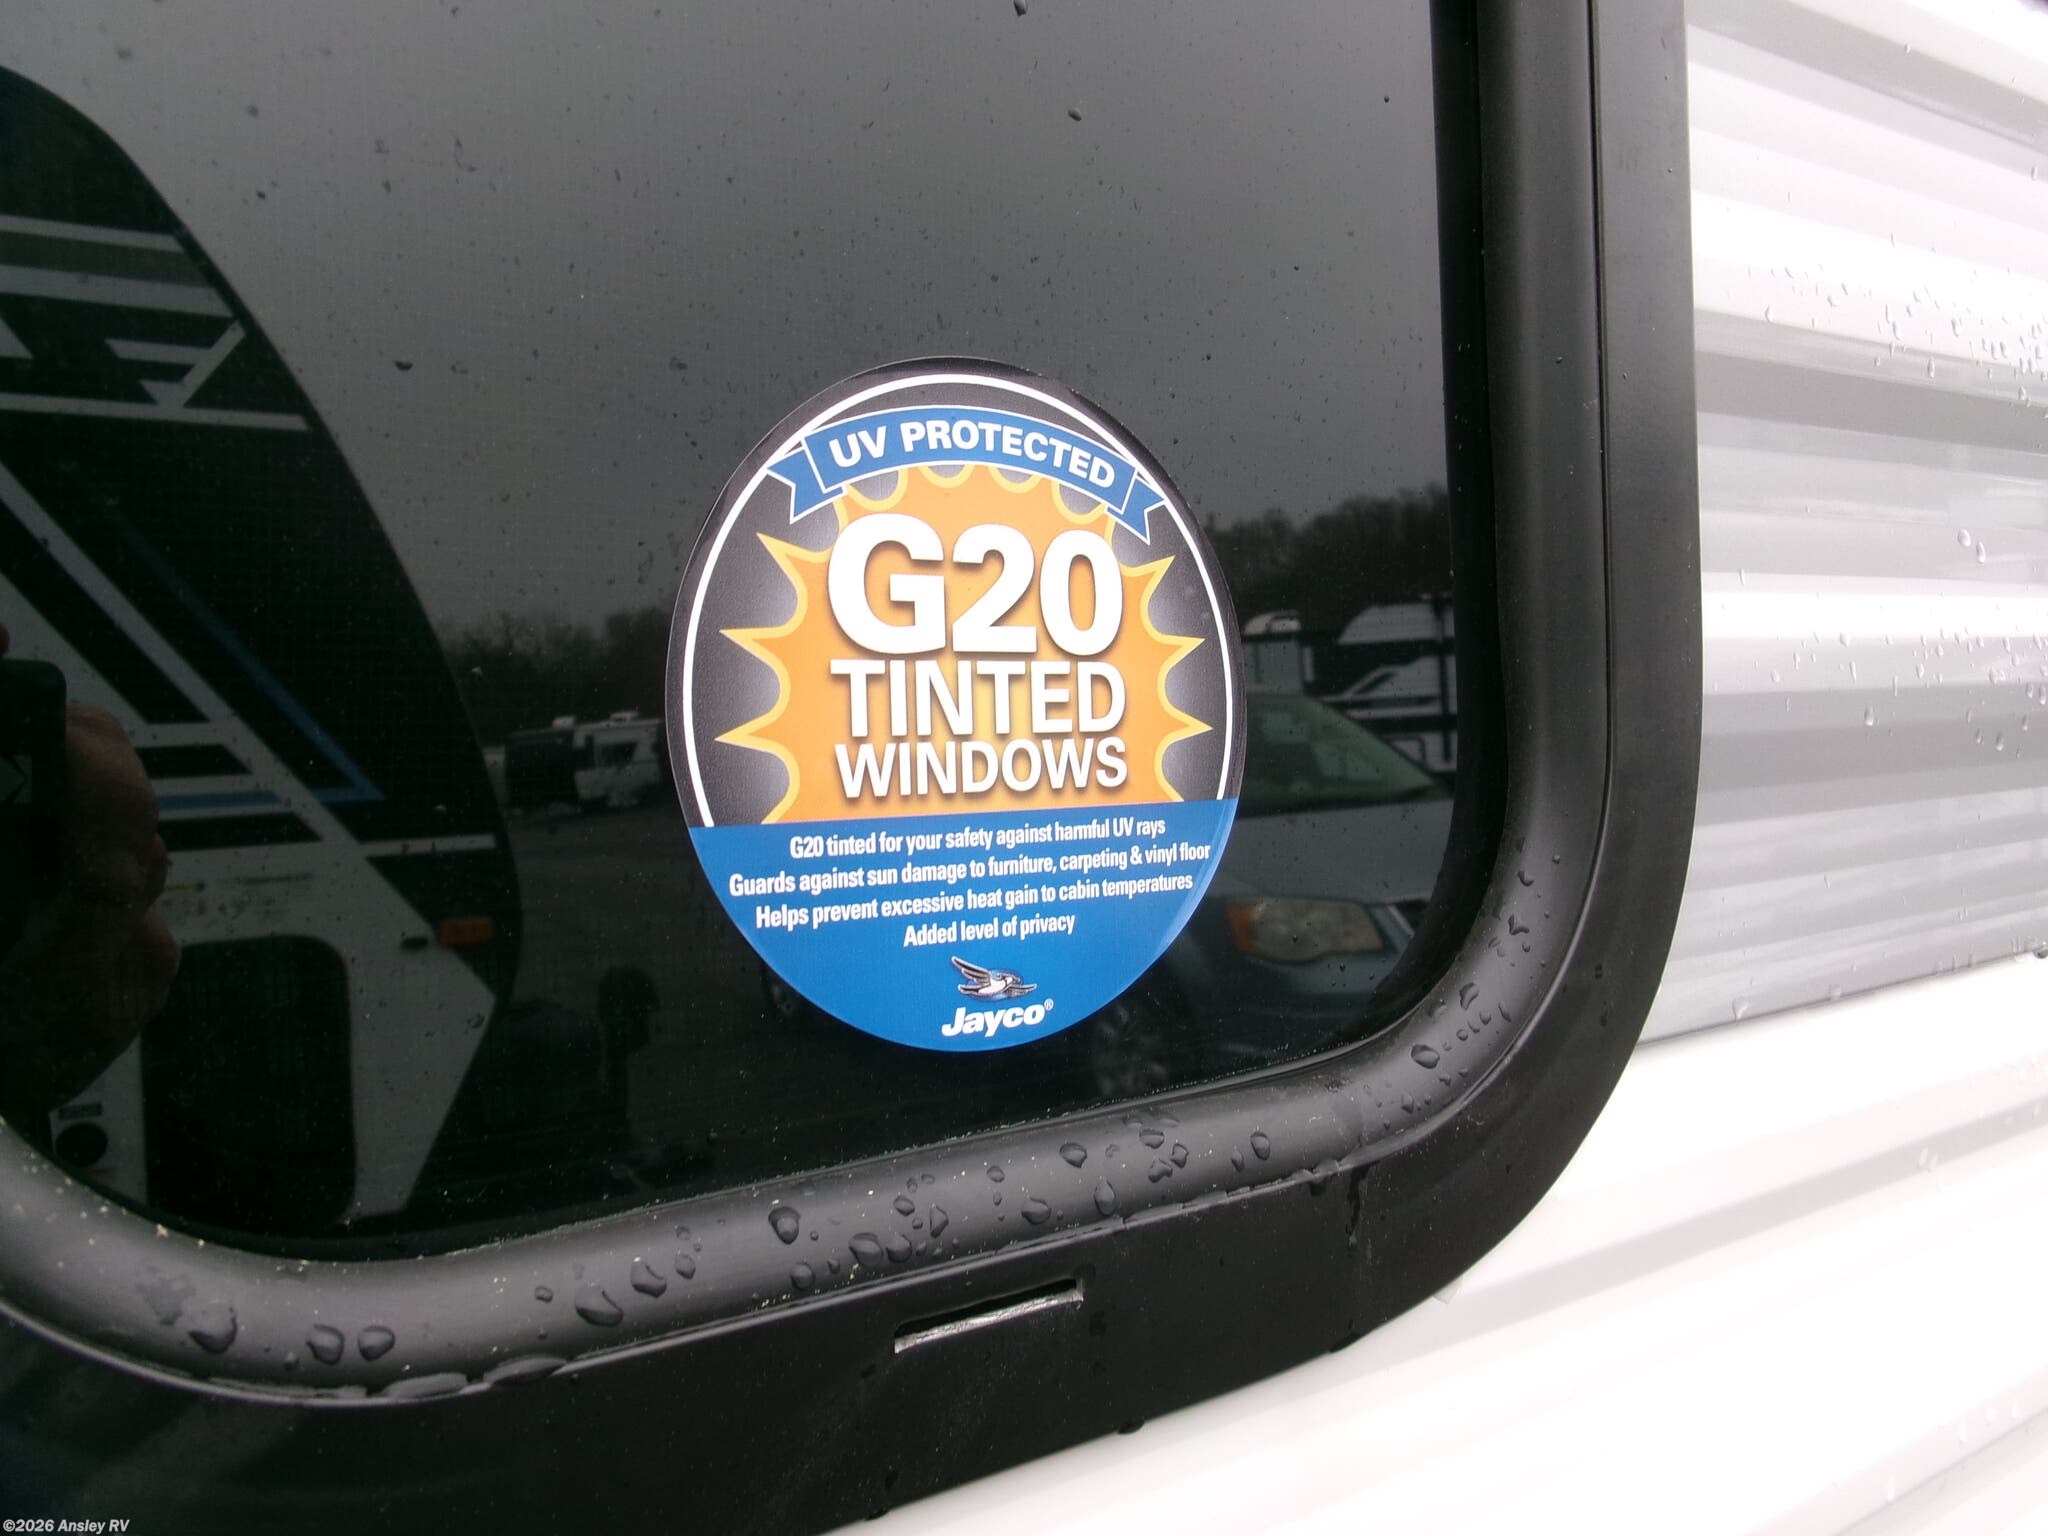 UV PROTECTED
G20
TINTED
WINDOWS
G20 tinted for your safety against harmful UV rays
Guards against sun damage to furniture, carpeting & vinyl floor
Helps prevent excessive heat gain to cabin temperatures
Added level of privacy
Jayco®
©2026 Ansley RV